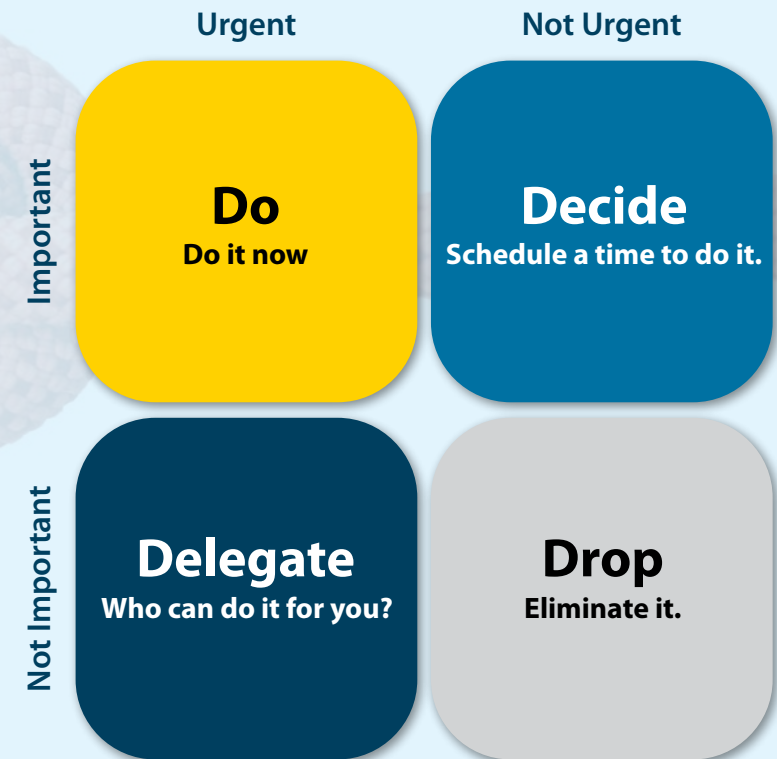 Urgent
Not Urgent
Important
Do
Do it now
Decide
Schedule a time to do it.
Not Important
Delegate
Who can do it for you?
Drop
Eliminate it.